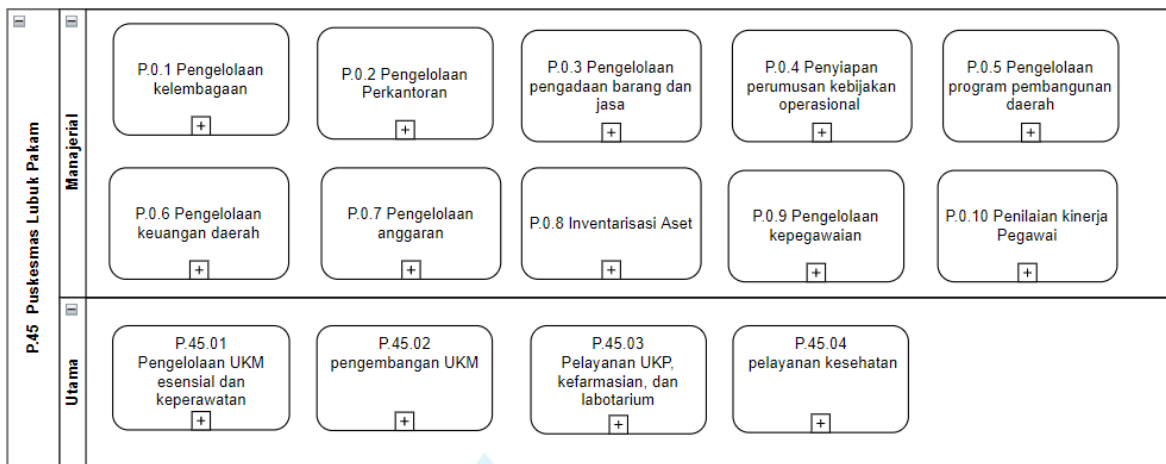 P.45 Puskesmas Lubuk Pakam
Manajerial
P.0.1 Pengelolaan
kelembagaan
P.0.2 Pengelolaan
Perkantoran
P.0.3 Pengelolaan
pengadaan barang dan
jasa
P.0.4 Penyiapan
perumusan kebijakan
operasional
P.0.5 Pengelolaan
program pembangunan
daerah
P.0.6 Pengelolaan
keuangan daerah
P.0.7 Pengelolaan
anggaran
P.0.8 Inventarisasi Aset
P.0.9 Pengelolaan
kepegawaian
P.0.10 Penilaian kinerja
Pegawai
Utama
P.45.01
Pengelolaan UKM
esensial dan
keperawatan
P.45.02
pengembangan UKM
P.45.03
Pelayanan UKP,
kefarmasian, dan
labotarium
P.45.04
pelayanan kesehatan